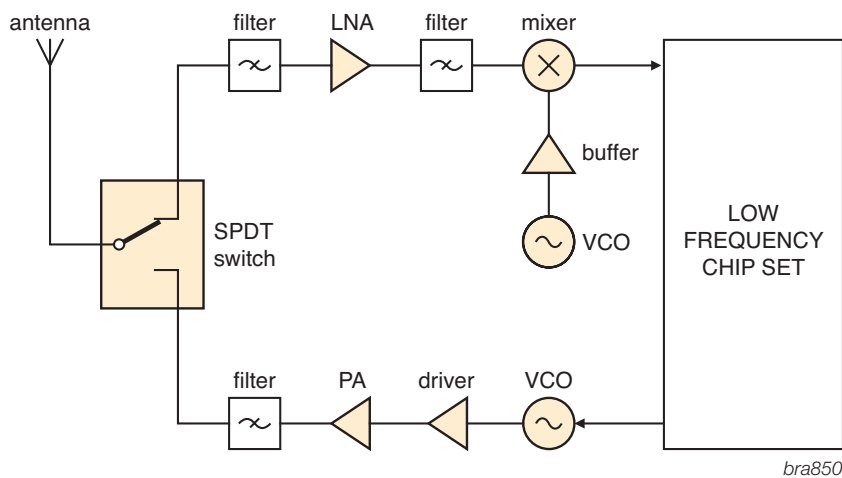 antenna
filter
LNA
filter
mixer
buffer
VCO
SPDT
switch
LOW
FREQUENCY
CHIP SET
filter
PA
driver
VCO
bra850